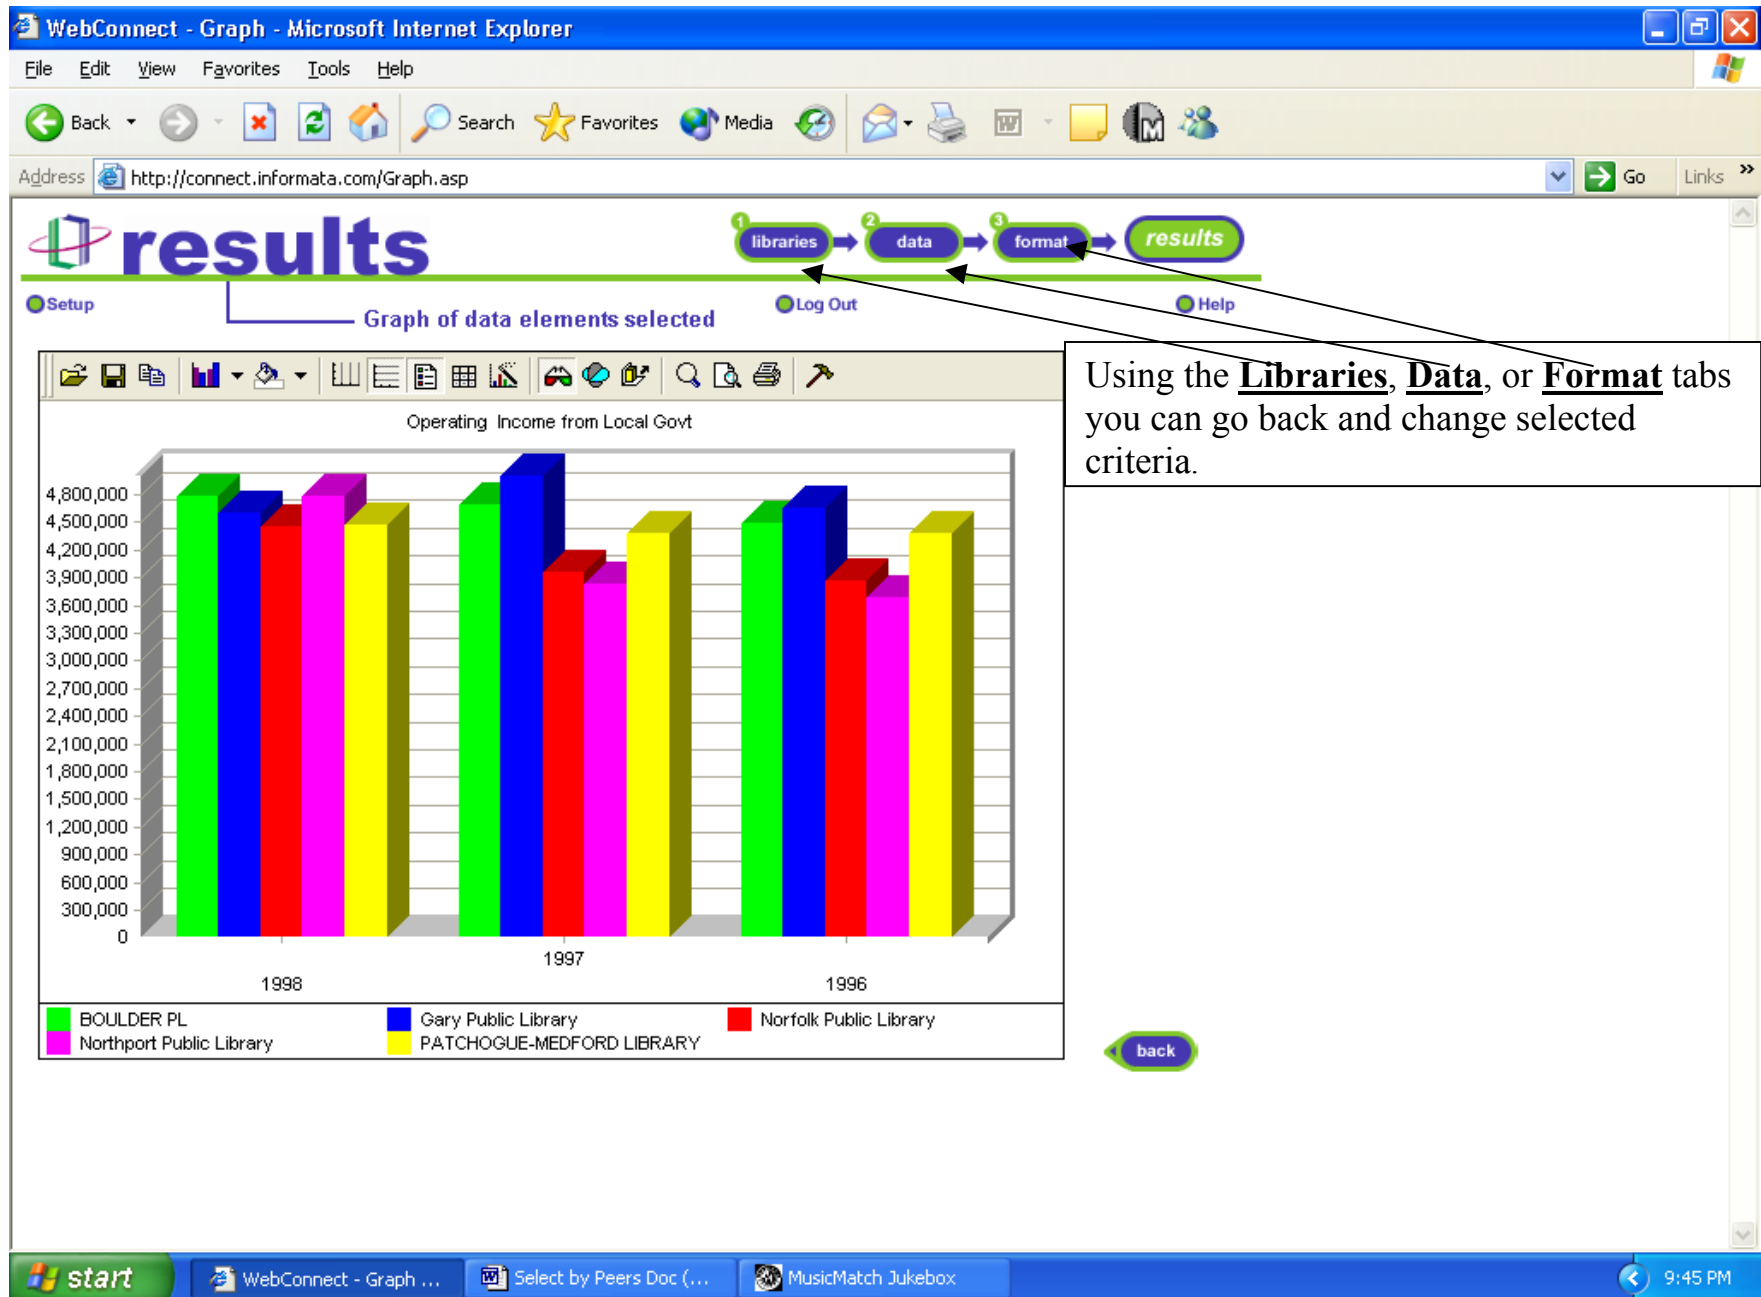 WebConnect - Graph - Microsoft Internet Explorer
File Edit View Favorites Tools Help
Back Search Favorites Media
Address http://connect.informata.com/Graph.asp Go Links »
results
1 libraries 2 data 3 format results
Setup Graph of data elements selected Log Out Help
Using the Libraries, Data, or Format tabs
you can go back and change selected
criteria.
Operating Income from Local Govt
4,800,000
4,500,000
4,200,000
3,900,000
3,600,000
3,300,000
3,000,000
2,700,000
2,400,000
2,100,000
1,800,000
1,500,000
1,200,000
900,000
600,000
300,000
0
1997
1998 1996
BOULDER PL Gary Public Library Norfolk Public Library
Northport Public Library PATCHOGUE-MEDFORD LIBRARY
back
start WebConnect - Graph ... Select by Peers Doc (... MusicMatch Jukebox 9:45 PM